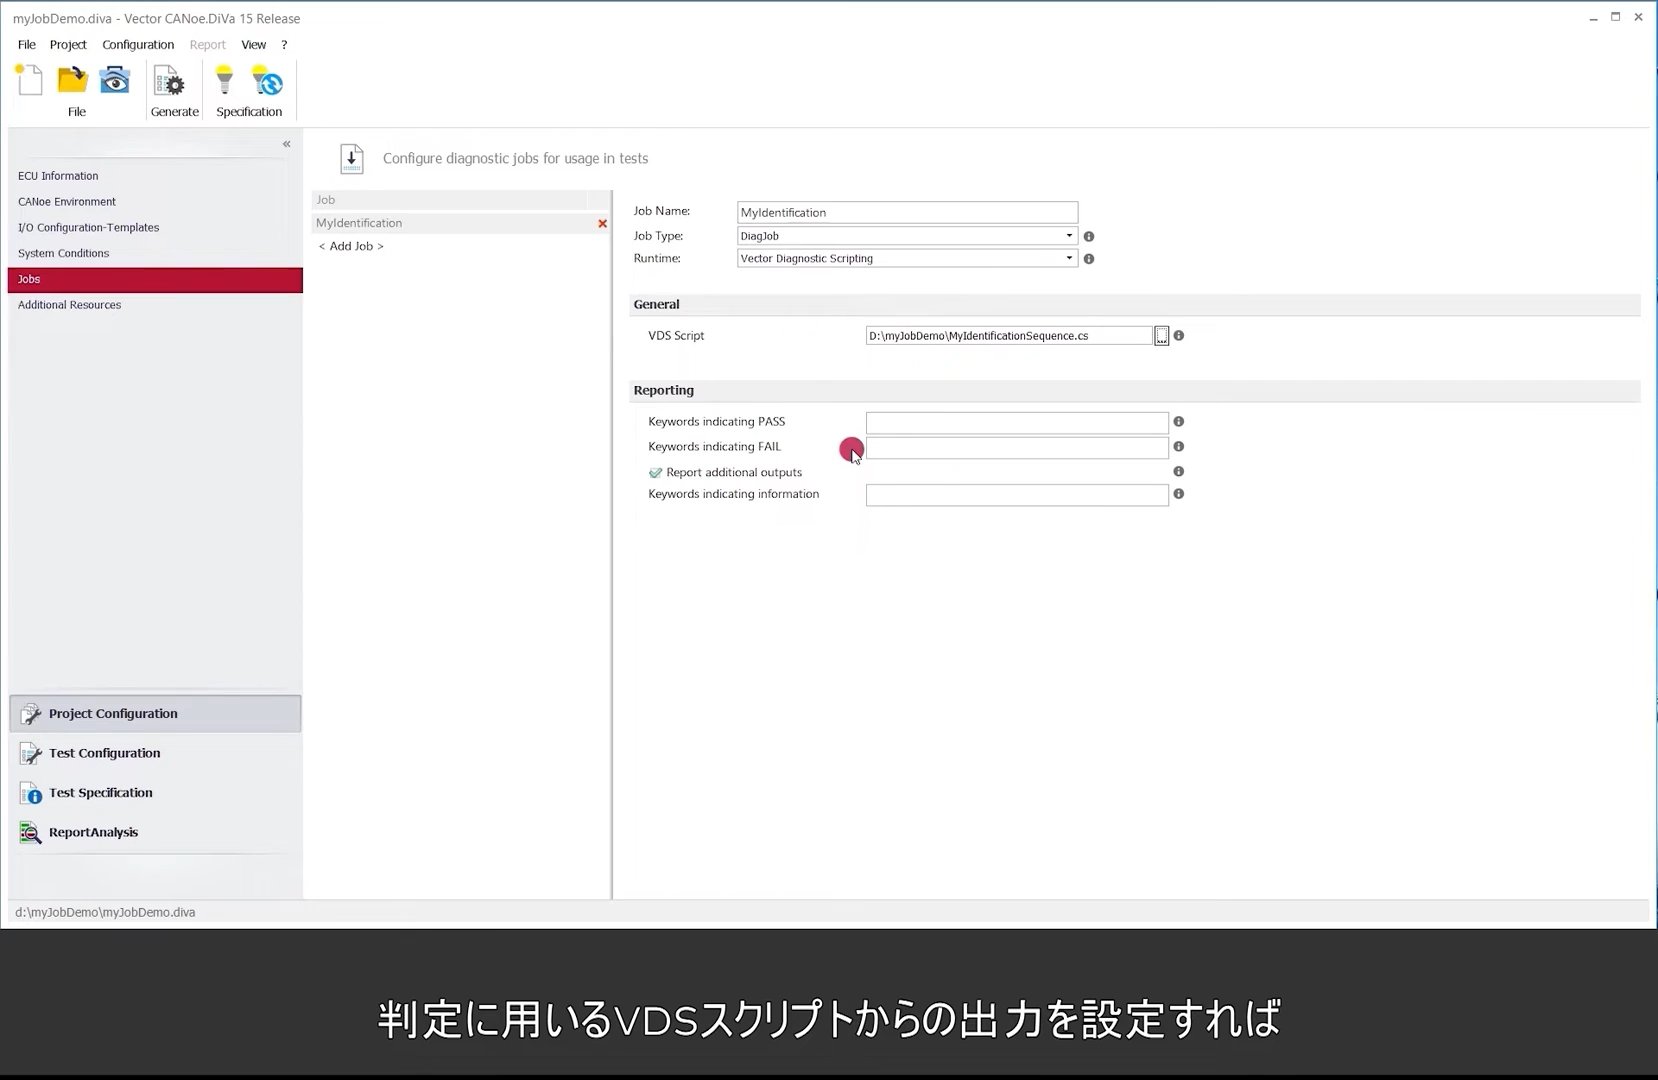 myJobDemo.diva - Vector CANoe.DiVa 15 Release
File Project Configuration Report View ?
File
Generate
Specification
«
ECU Information
CANoe Environment
I/O Configuration-Templates
System Conditions
Jobs
Additional Resources
Project Configuration
Test Configuration
Test Specification
ReportAnalysis
Configure diagnostic jobs for usage in tests
Job
MyIdentification
< Add Job >
Job Name: MyIdentification
Job Type: DiagJob
Runtime: Vector Diagnostic Scripting
General
VDS Script D:\myJobDemo\MyIdentificationSequence.cs ...
Reporting
Keywords indicating PASS
Keywords indicating FAIL
Report additional outputs
Keywords indicating information
d:\myJobDemo\myJobDemo.diva
判定に用いるVDSスクリプトからの出力を設定すれば